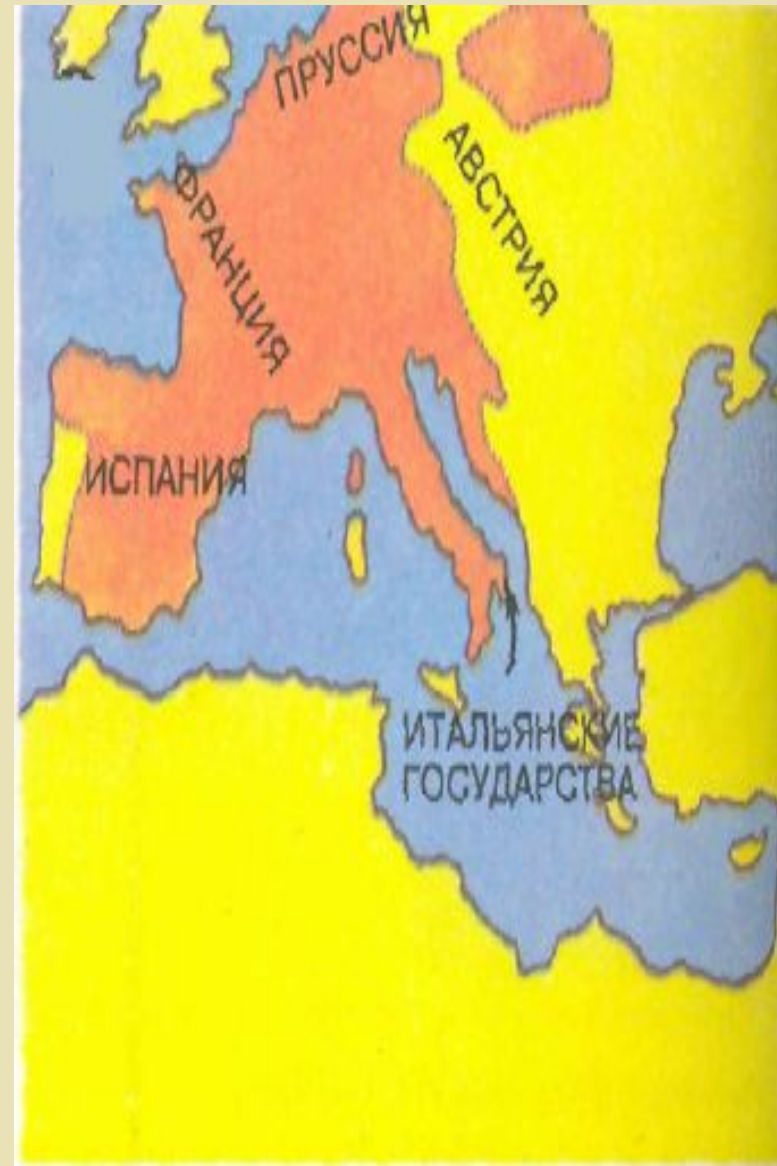 ПРУССИЯ
АВСТРИЯ
ФРАНЦИЯ
ИСПАНИЯ
ИТАЛЬЯНСКИЕ
ГОСУДАРСТВА